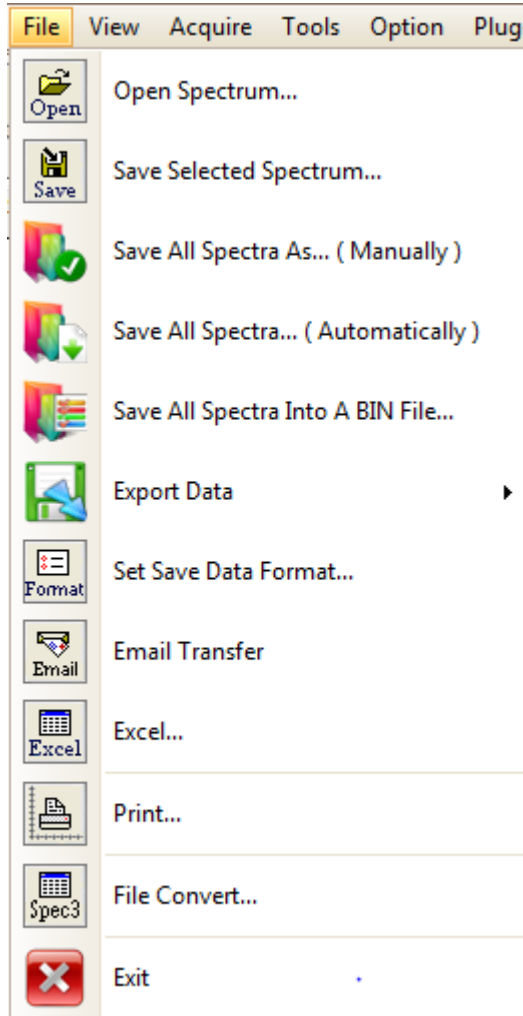 File View Acquire Tools Option Plug
Open Open Spectrum...
Save Save Selected Spectrum...
Save All Spectra As... ( Manually )
Save All Spectra... ( Automatically )
Save All Spectra Into A BIN File...
Export Data
Format Set Save Data Format...
Email Email Transfer
Excel Excel...
Print...
Spec3 File Convert...
Exit